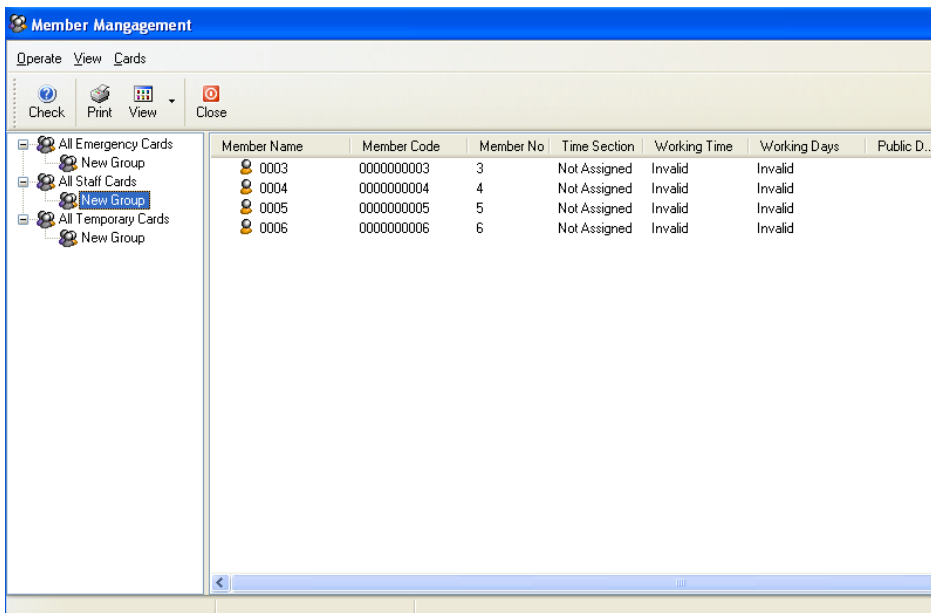 Member Mangagement
Operate View Cards
Check Print View Close
All Emergency Cards
New Group
All Staff Cards
New Group
All Temporary Cards
New Group
Member Name Member Code Member No Time Section Working Time Working Days Public D...
0003 0000000003 3 Not Assigned Invalid Invalid
0004 0000000004 4 Not Assigned Invalid Invalid
0005 0000000005 5 Not Assigned Invalid Invalid
0006 0000000006 6 Not Assigned Invalid Invalid